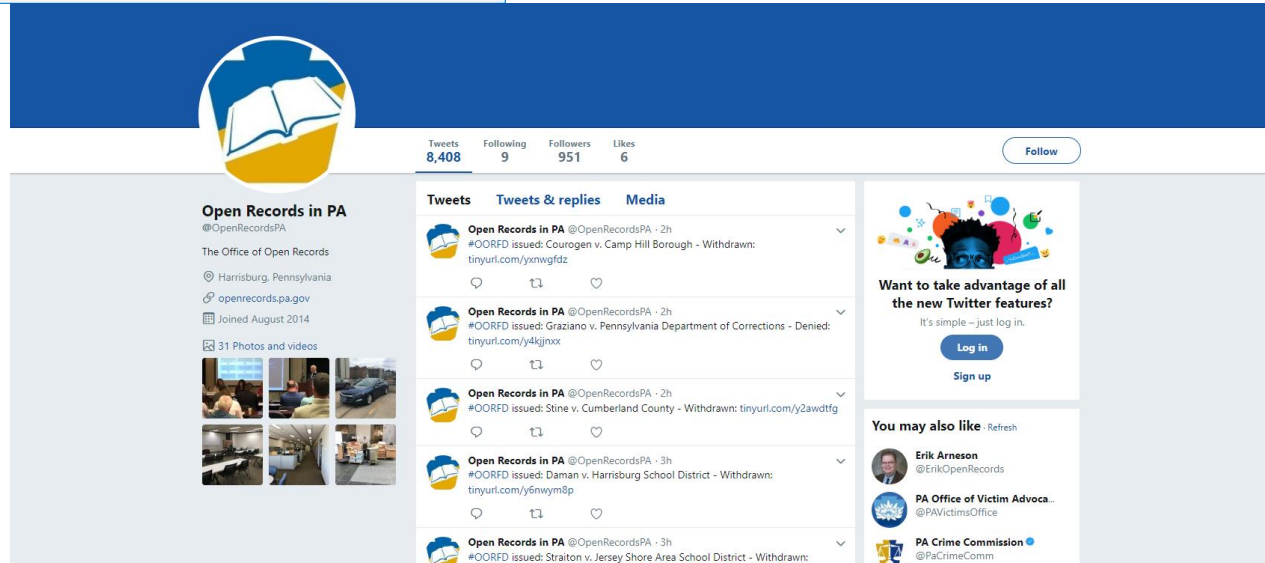 Tweets Following Followers Likes
8,408 9 951 6
Follow
Open Records in PA
@OpenRecordsPA
The Office of Open Records
Harrisburg, Pennsylvania
openrecords.pa.gov
Joined August 2014
31 Photos and videos
Tweets Tweets & replies Media
Open Records in PA @OpenRecordsPA · 2h
#OORFD issued: Courogen v. Camp Hill Borough - Withdrawn:
tinyurl.com/yxnwgfdz
Open Records in PA @OpenRecordsPA · 2h
#OORFD issued: Graziano v. Pennsylvania Department of Corrections - Denied:
tinyurl.com/y4kjjnxx
Open Records in PA @OpenRecordsPA · 2h
#OORFD issued: Stine v. Cumberland County - Withdrawn: tinyurl.com/y2awdtfg
Open Records in PA @OpenRecordsPA · 3h
#OORFD issued: Daman v. Harrisburg School District - Withdrawn:
tinyurl.com/y6nwym8p
Open Records in PA @OpenRecordsPA · 3h
#OORFD issued: Straiton v. Jersey Shore Area School District - Withdrawn:
Want to take advantage of all
the new Twitter features?
It's simple – just log in.
Log in
Sign up
You may also like · Refresh
Erik Arneson
@ErikOpenRecords
PA Office of Victim Advoca...
@PAVictimsOffice
PA Crime Commission
@PaCrimeComm